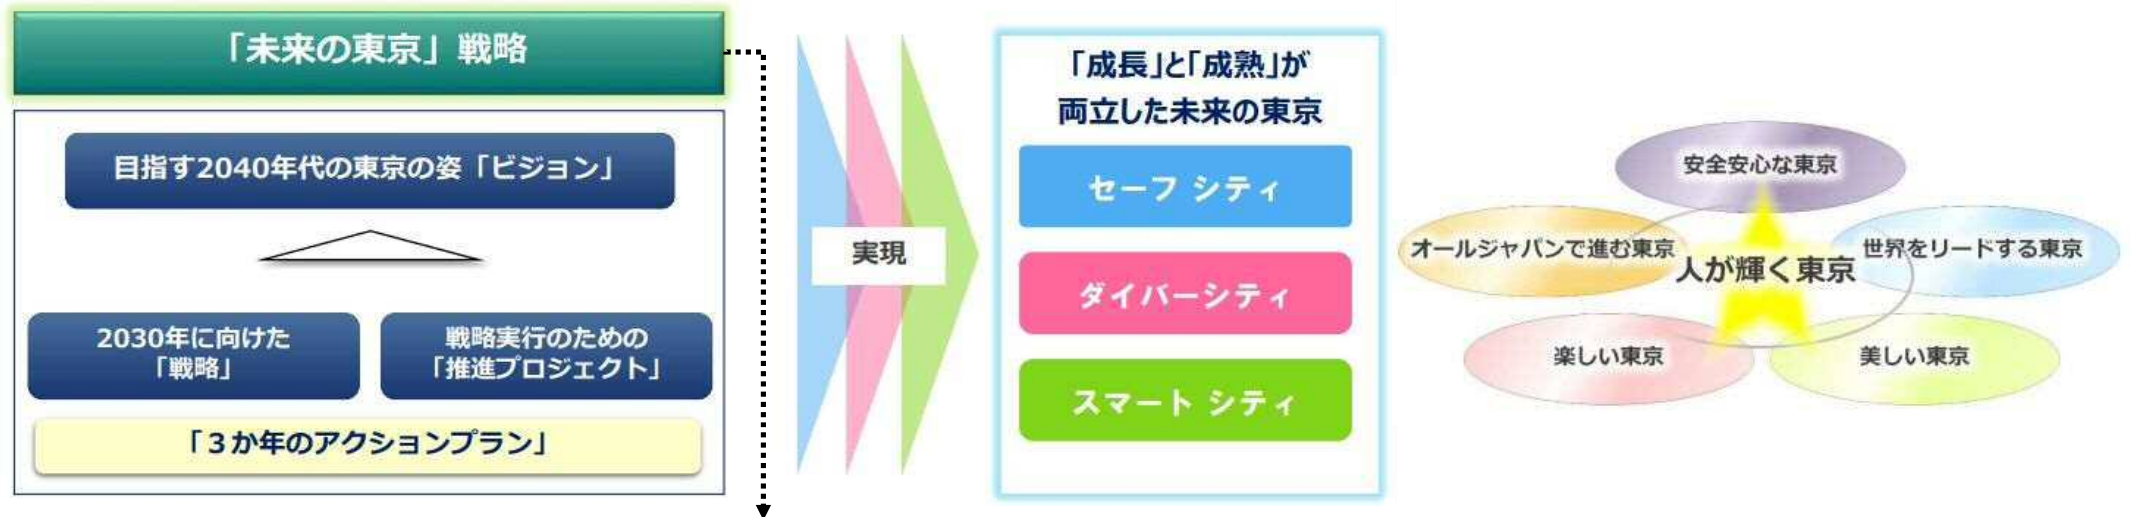 「未来の東京」戦略
目指す2040年代の東京の姿「ビジョン」
2030年に向けた
「戦略」
戦略実行のための
「推進プロジェクト」
「３か年のアクションプラン」
実現
「成長」と「成熟」が
両立した未来の東京
セーフ シティ
ダイバーシティ
スマート シティ
安全安心な東京
オールジャパンで進む東京
世界をリードする東京
人が輝く東京
楽しい東京
美しい東京